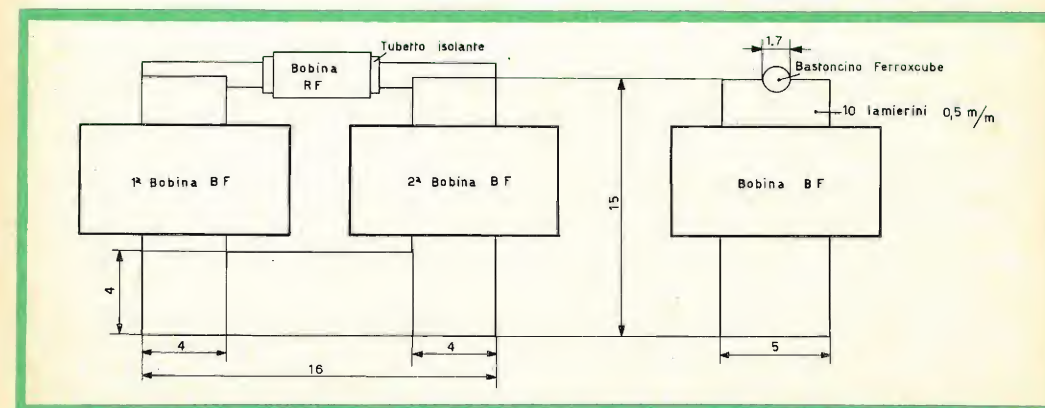 Tubetto isolante
Bobina
RF
1ª Bobina BF
2ª Bobina BF
4
4
4
16
15
1,7
Bastoncino Ferroxcube
10 lamierini 0,5 m/m
Bobina BF
5